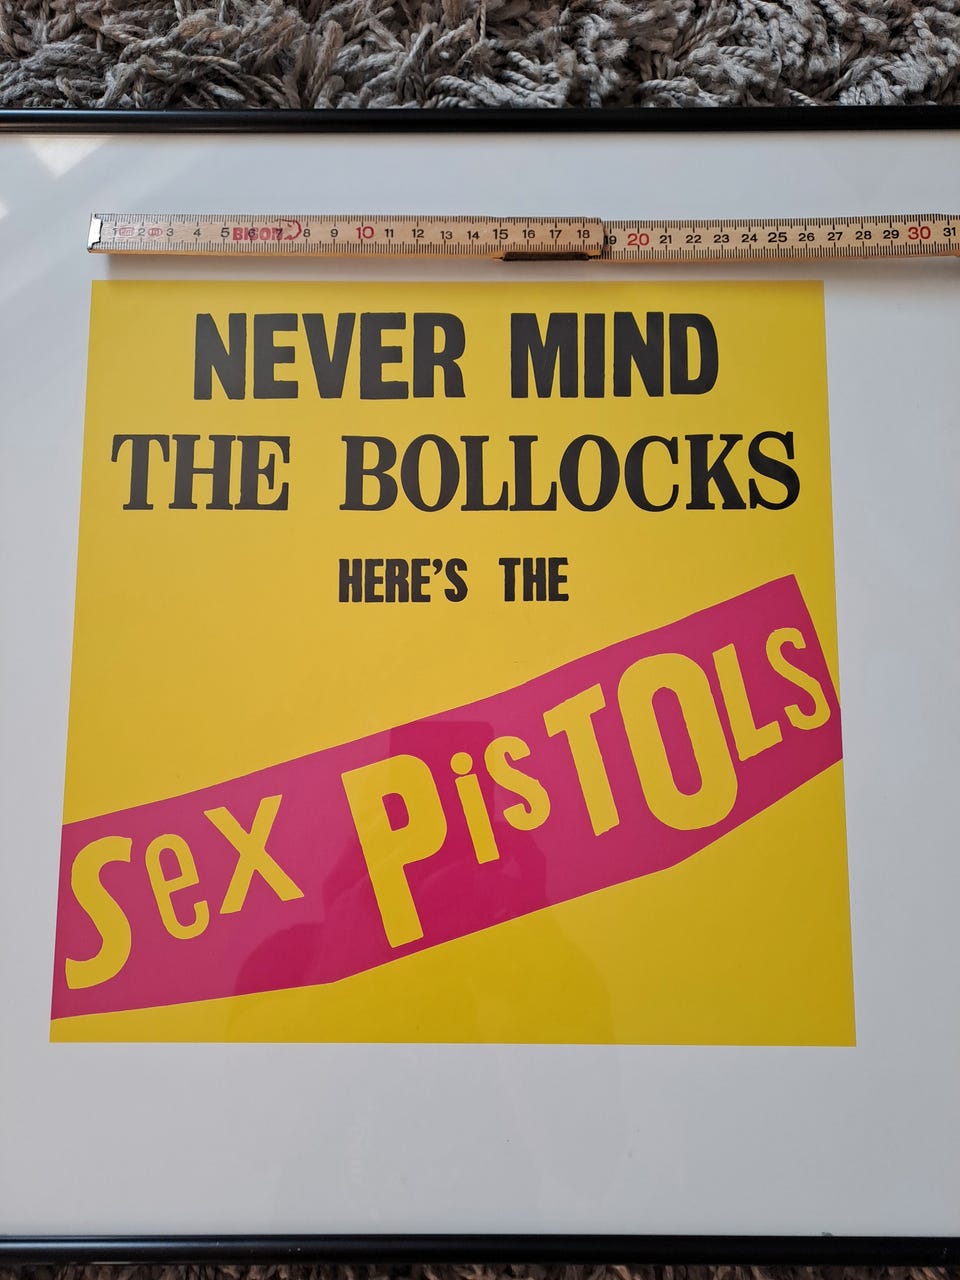 1 2 3 4 5 6 7 8 9 10 11 12 13 14 15 16 17 18 19 20 21 22 23 24 25 26 27 28 29 30 31
BISON
NEVER MIND
THE BOLLOCKS
HERE'S THE
Sex PisTOLS